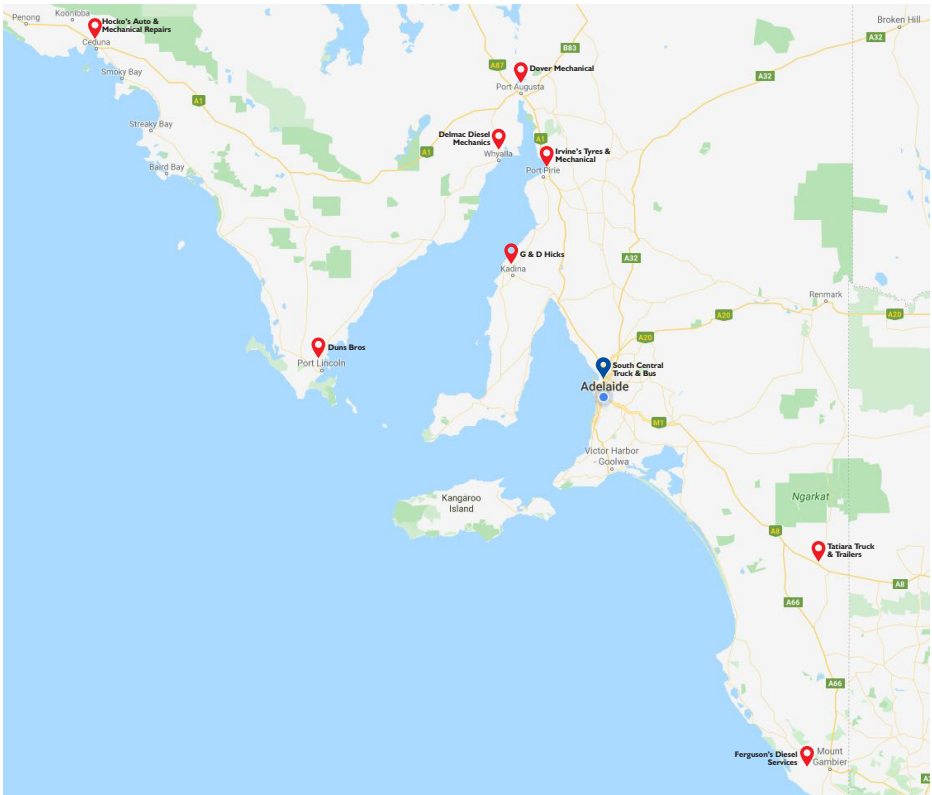 Penong
Koonibba
Hocko's Auto &
Mechanical Repairs
Ceduna
Smoky Bay
Streaky Bay
Baird Bay
A1
A87
B83
A32
Broken Hill
A32
Dover Mechanical
Port Augusta
Delmac Diesel
Mechanics
Whyalla
A1
A1
Irvine's Tyres &
Mechanical
Port Pirie
G & D Hicks
Kadina
A32
Renmark
A20
A20
A20
Duns Bros
Port Lincoln
South Central
Truck & Bus
Adelaide
M1
Victor Harbor
- Goolwa
Kangaroo
Island
Ngarkat
A8
Tatiara Truck
& Trailers
A8
A66
A66
Ferguson's Diesel
Services
Mount
Gambier